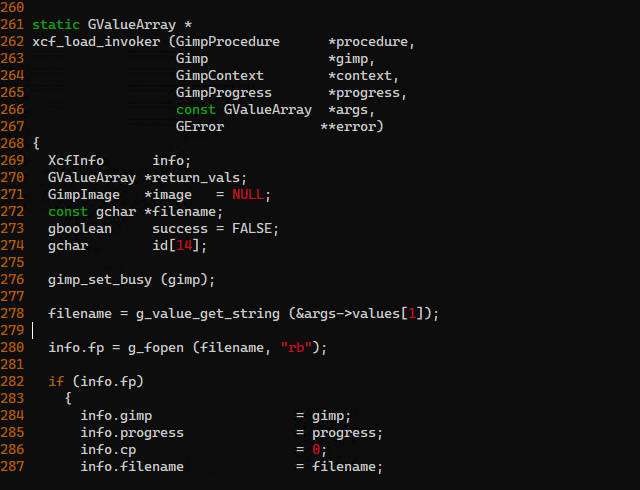 260
261 static GValueArray *
262 xcf_load_invoker (GimpProcedure      *procedure,
263                   Gimp               *gimp,
264                   GimpContext        *context,
265                   GimpProgress       *progress,
266                   const GValueArray  *args,
267                   GError            **error)
268 {
269   XcfInfo      info;
270   GValueArray *return_vals;
271   GimpImage   *image   = NULL;
272   const gchar *filename;
273   gboolean     success = FALSE;
274   gchar        id[14];
275
276   gimp_set_busy (gimp);
277
278   filename = g_value_get_string (&args->values[1]);
279
280   info.fp = g_fopen (filename, "rb");
281
282   if (info.fp)
283     {
284       info.gimp                  = gimp;
285       info.progress              = progress;
286       info.cp                    = 0;
287       info.filename              = filename;